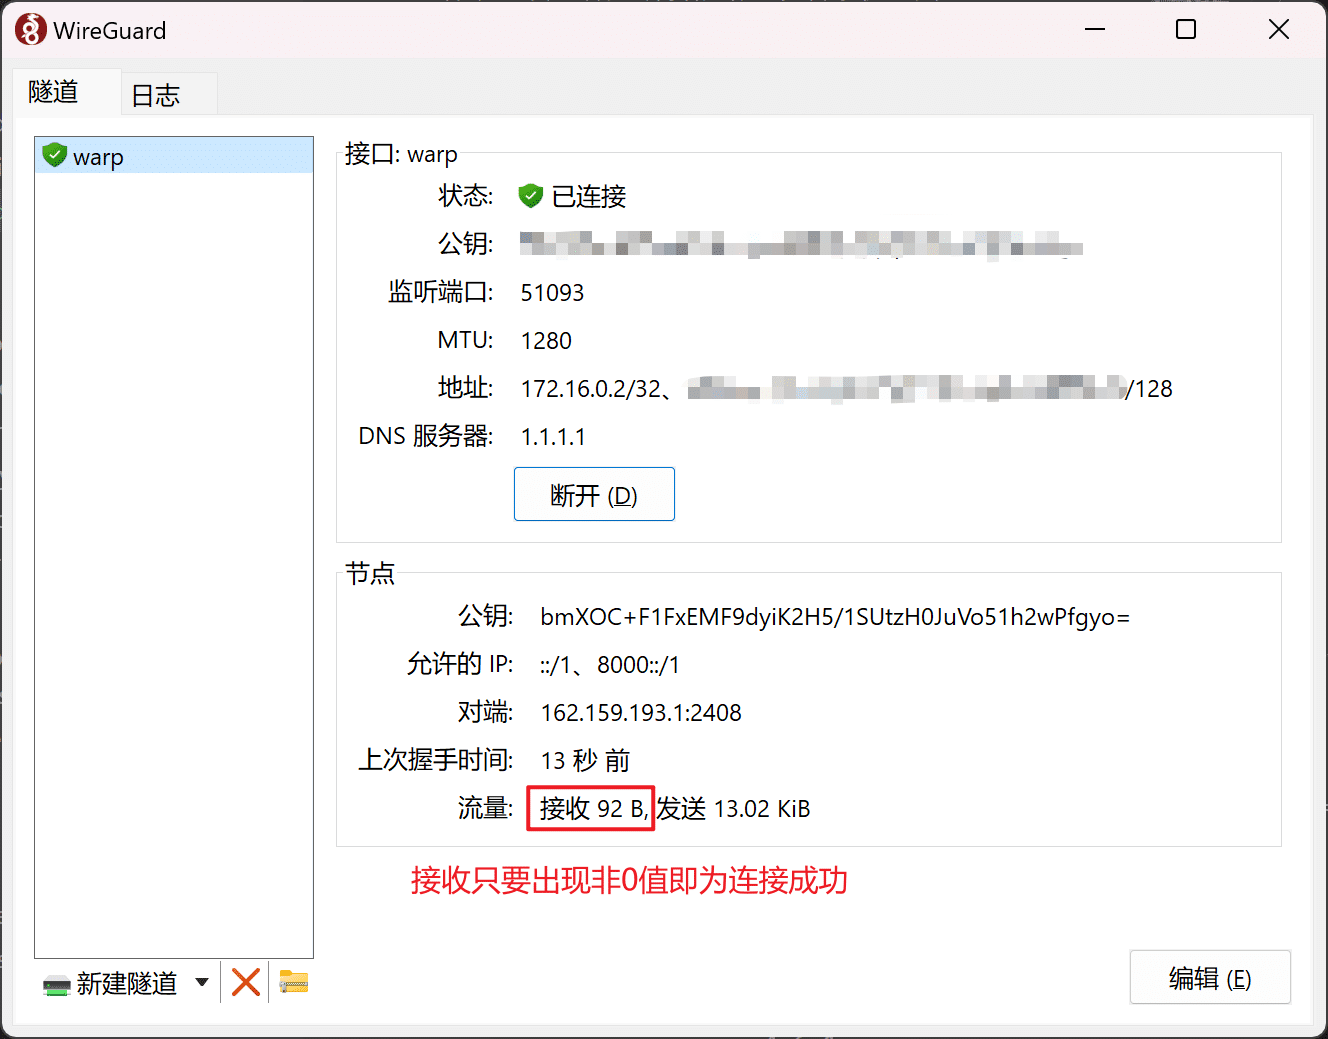 WireGuard
隧道 日志
warp
接口: warp
状态: 已连接
公钥:
监听端口: 51093
MTU: 1280
地址: 172.16.0.2/32、 /128
DNS 服务器: 1.1.1.1
断开 (D)
节点
公钥: bmXOC+F1FxEMF9dyiK2H5/1SUtzH0JuVo51h2wPfgyo=
允许的 IP: ::/1、8000::/1
对端: 162.159.193.1:2408
上次握手时间: 13 秒 前
流量: 接收 92 B, 发送 13.02 KiB
接收只要出现非0值即为连接成功
新建隧道
编辑 (E)